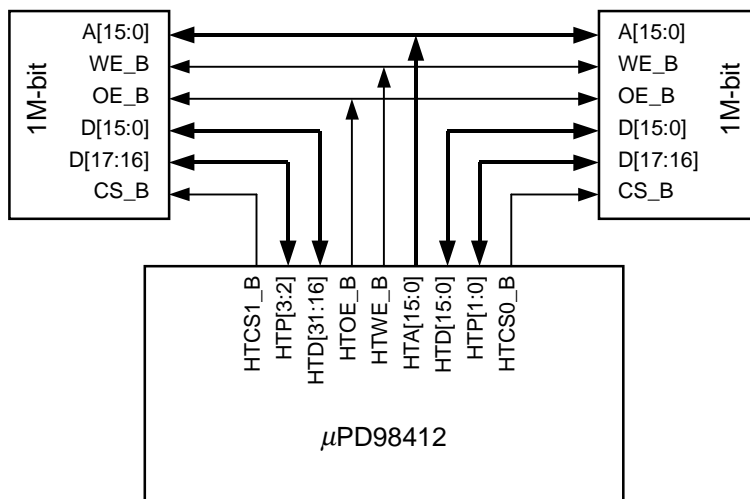 1M-bit
A[15:0]
WE_B
OE_B
D[15:0]
D[17:16]
CS_B
A[15:0]
WE_B
OE_B
D[15:0]
D[17:16]
CS_B
1M-bit
HTCS1_B
HTP[3:2]
HTD[31:16]
HTOE_B
HTWE_B
HTA[15:0]
HTD[15:0]
HTP[1:0]
HTCS0_B
μPD98412